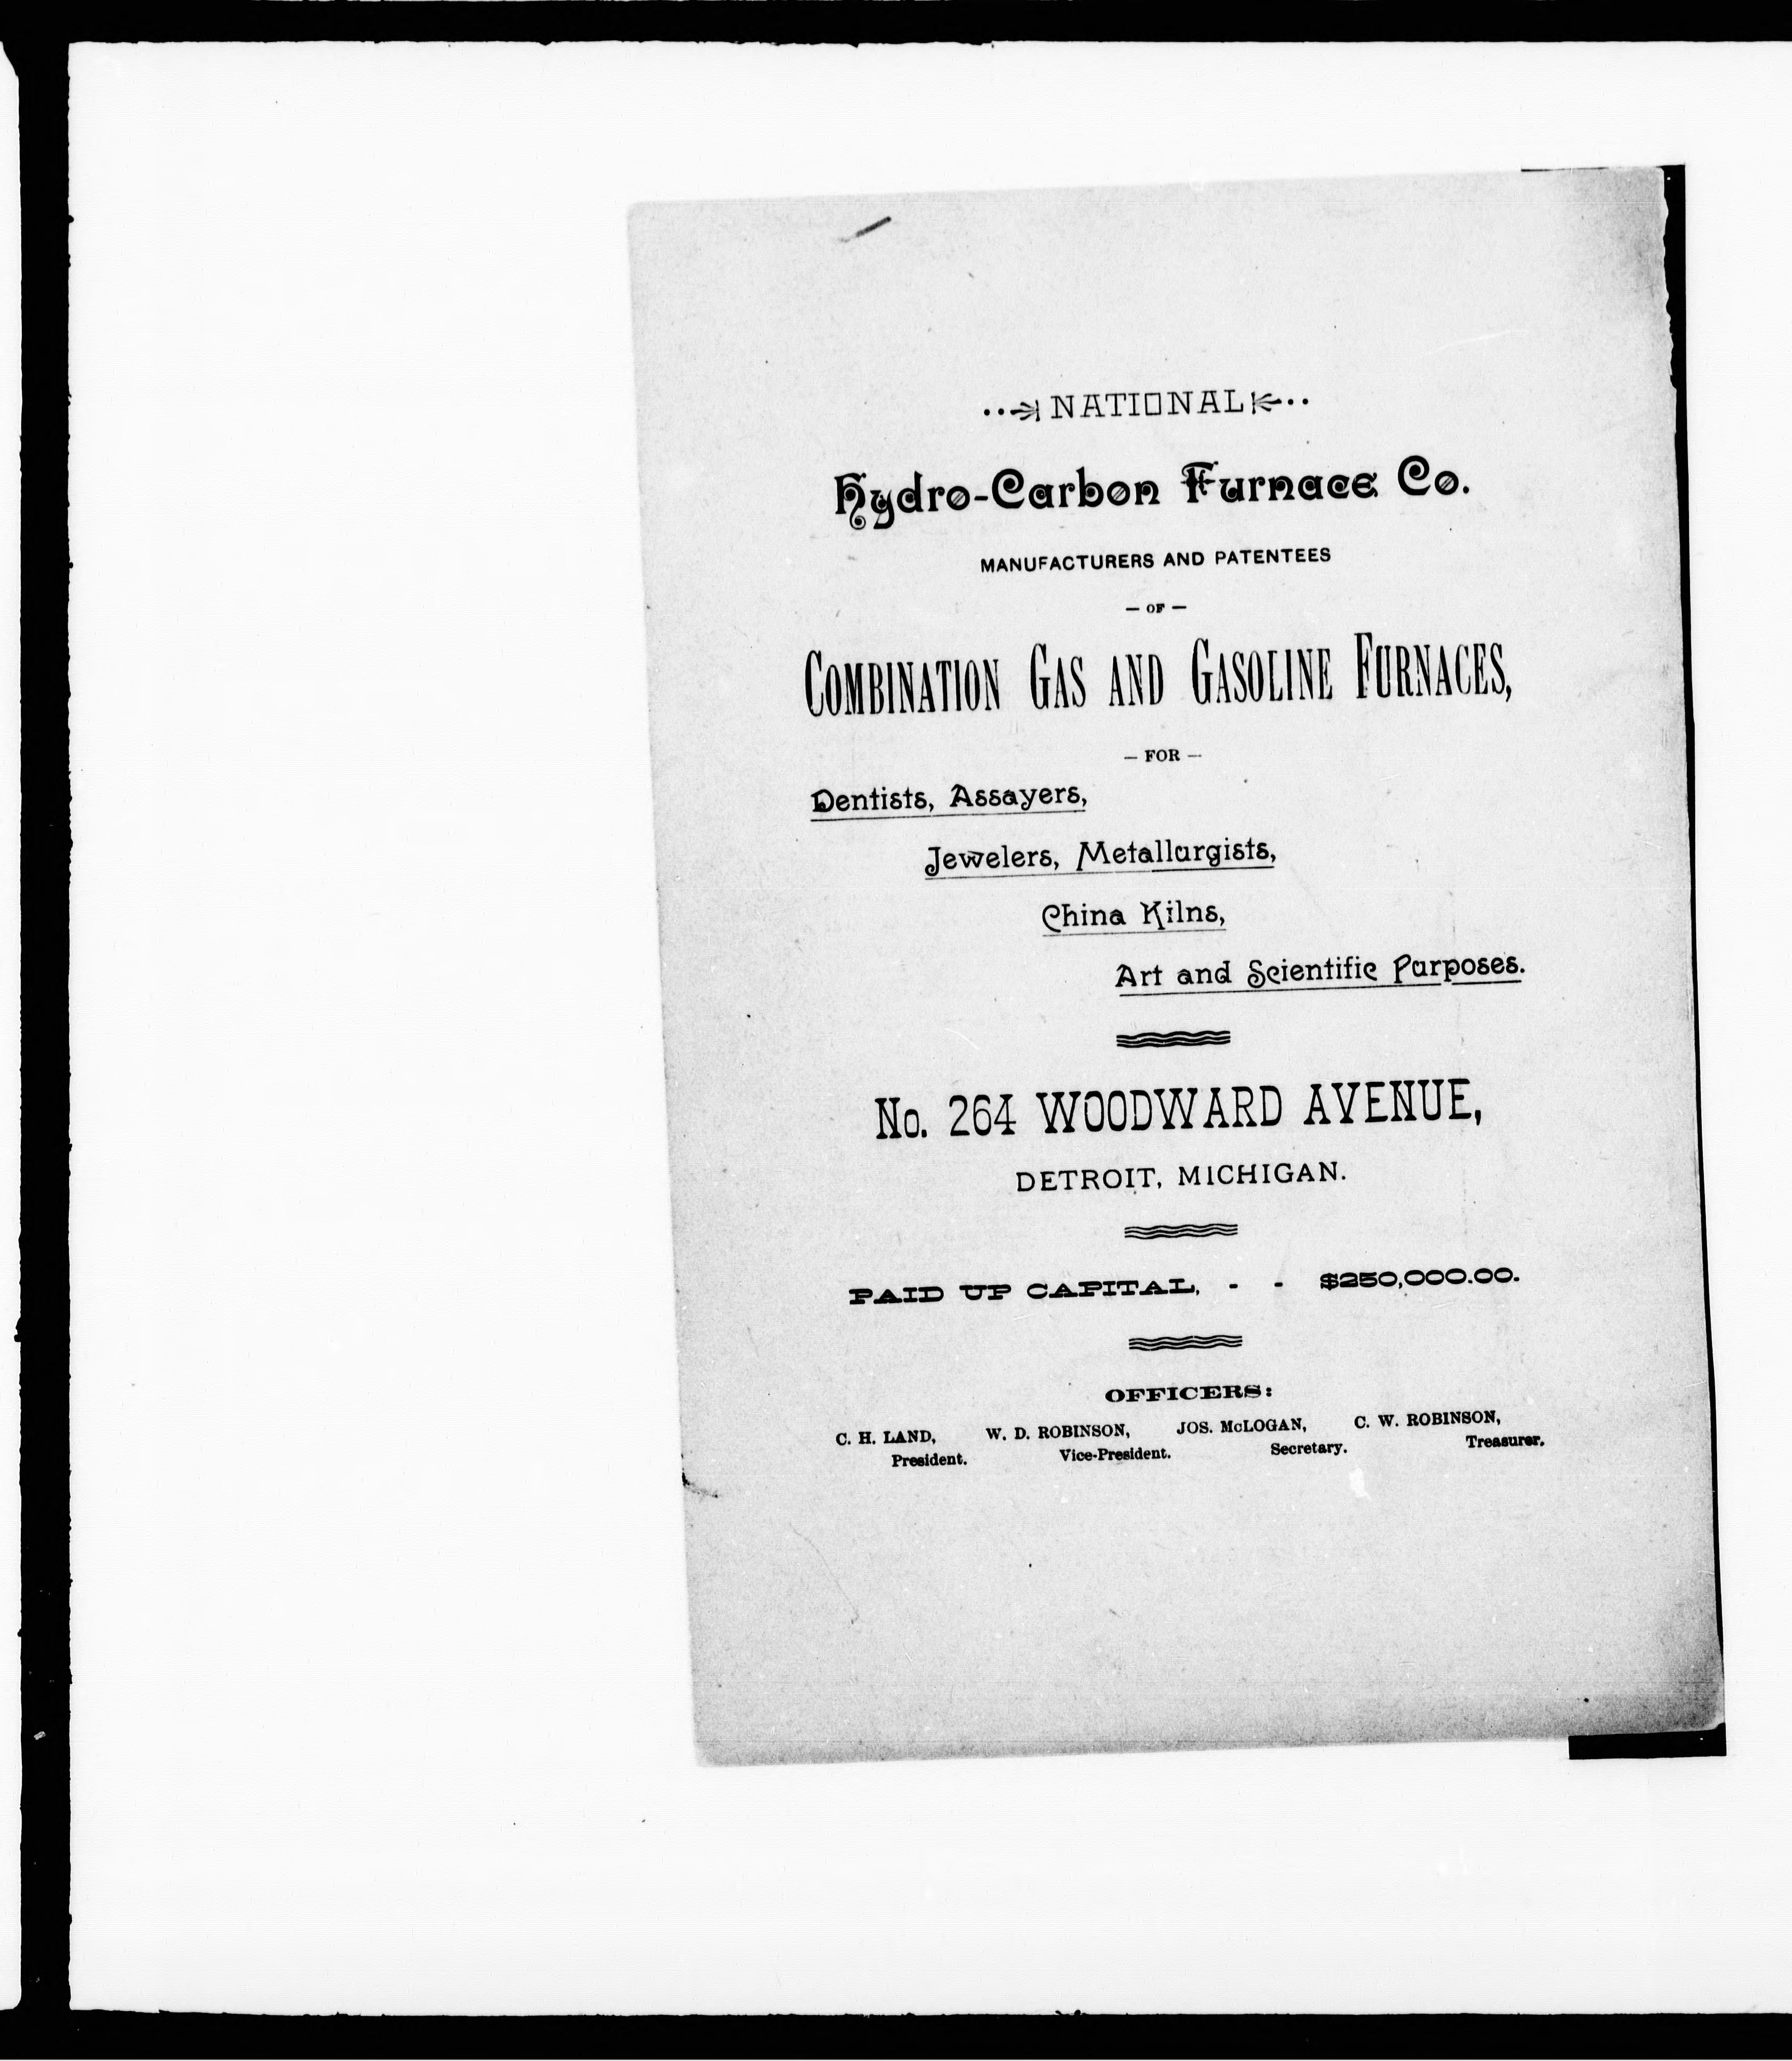 NATIONAL
Hydro-Carbon Furnace Co.
MANUFACTURERS AND PATENTEES
— OF —
COMBINATION GAS AND GASOLINE FURNACES,
— FOR —
Dentists, Assayers,
Jewelers, Metallurgists,
China Kilns,
Art and Scientific Purposes.
No. 264 WOODWARD AVENUE,
DETROIT, MICHIGAN.
PAID UP CAPITAL, - - $250,000.00.
OFFICERS:
C. H. LAND, W. D. ROBINSON, JOS. McLOGAN, C. W. ROBINSON,
President. Vice-President. Secretary. Treasurer.